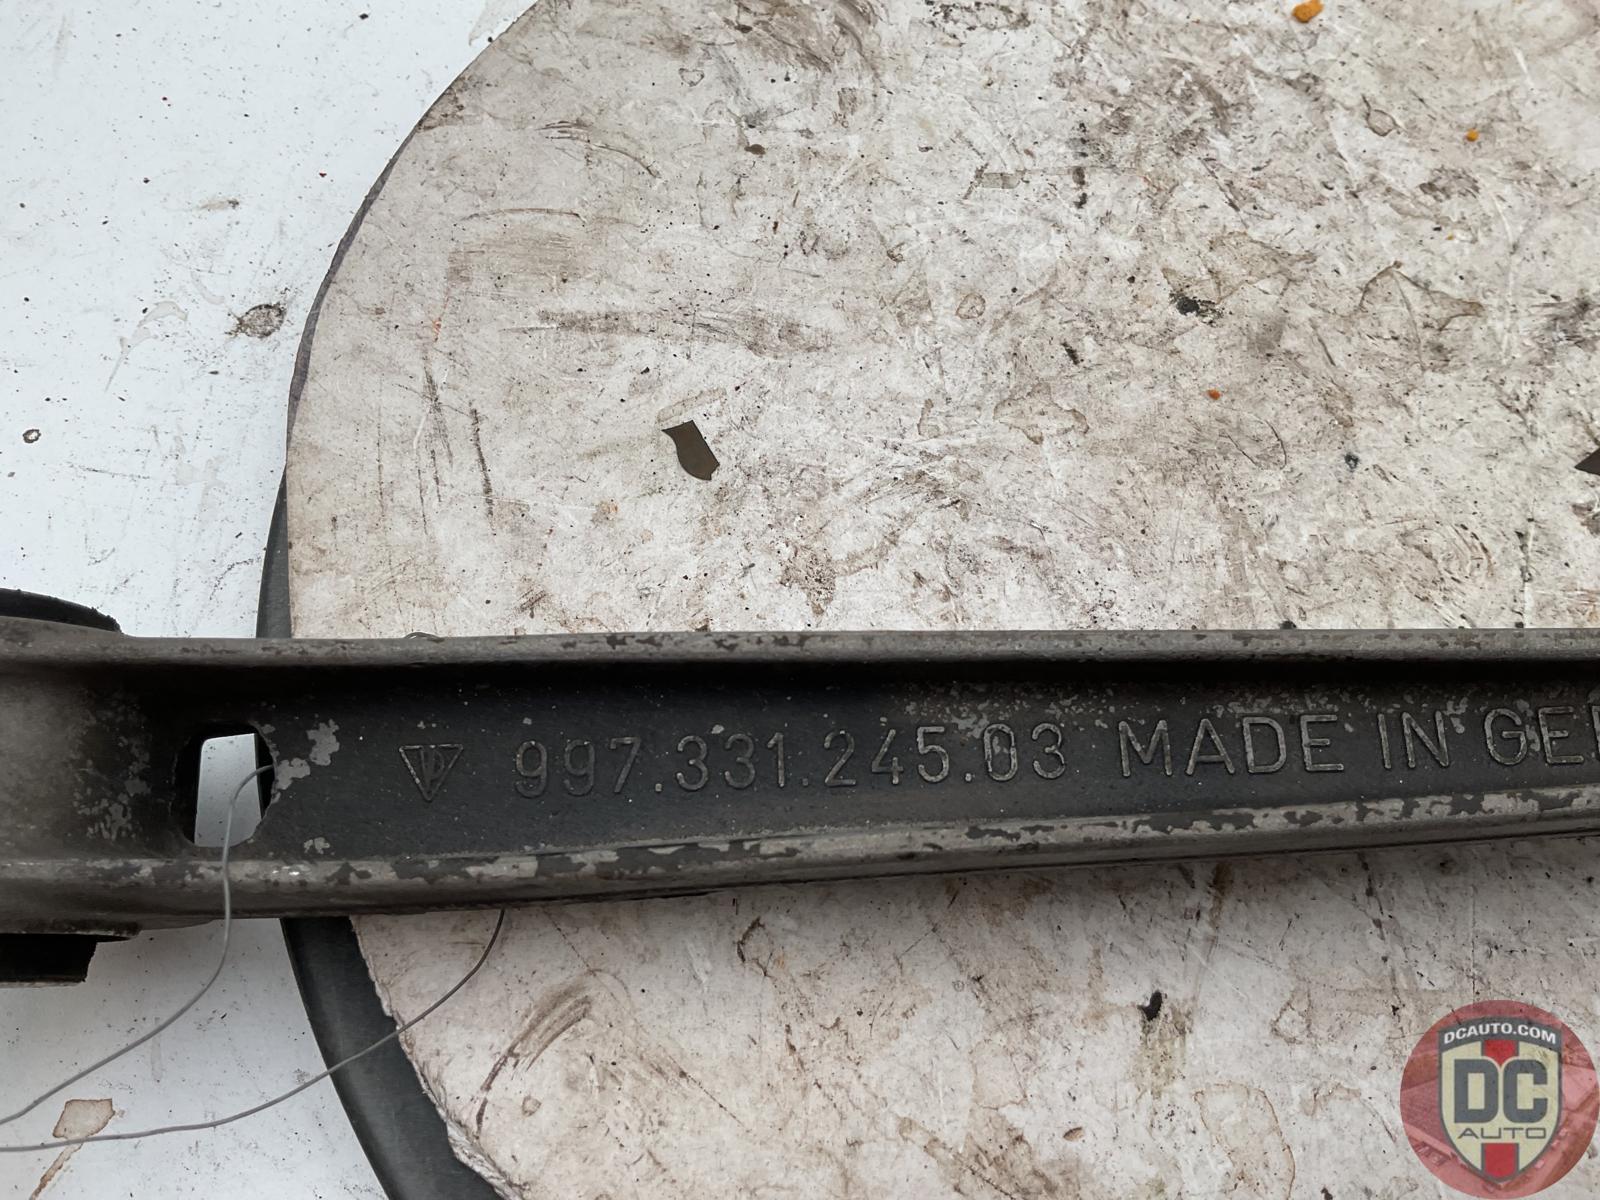 997.331.245.03 MADE IN GE
DCAUTO.COM
DC
AUTO